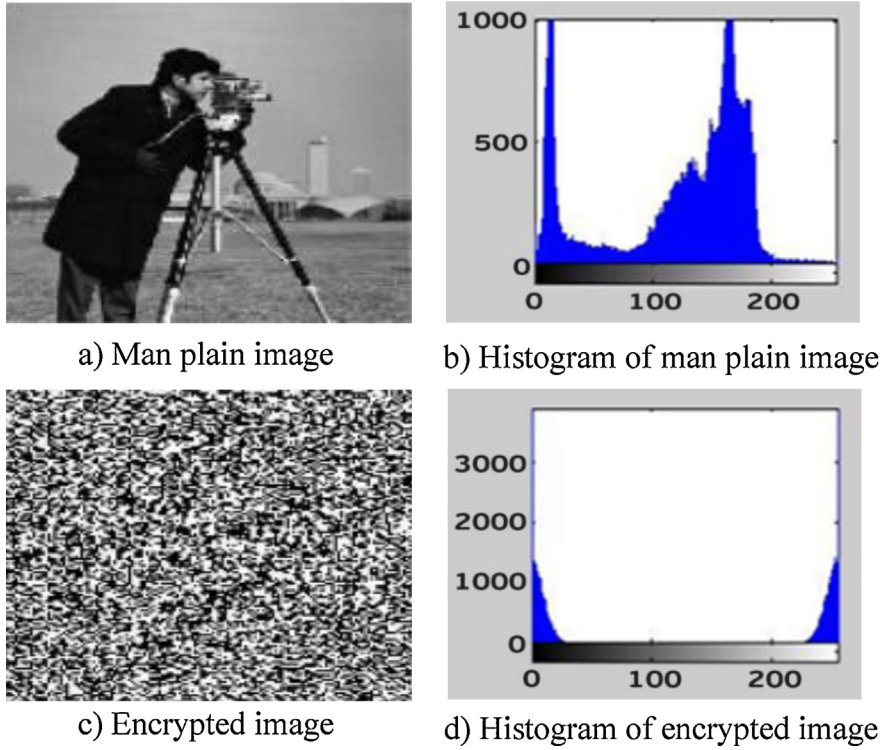 1000
500
0
0 100 200
a) Man plain image
b) Histogram of man plain image
3000
2000
1000
0
0 100 200
c) Encrypted image
d) Histogram of encrypted image